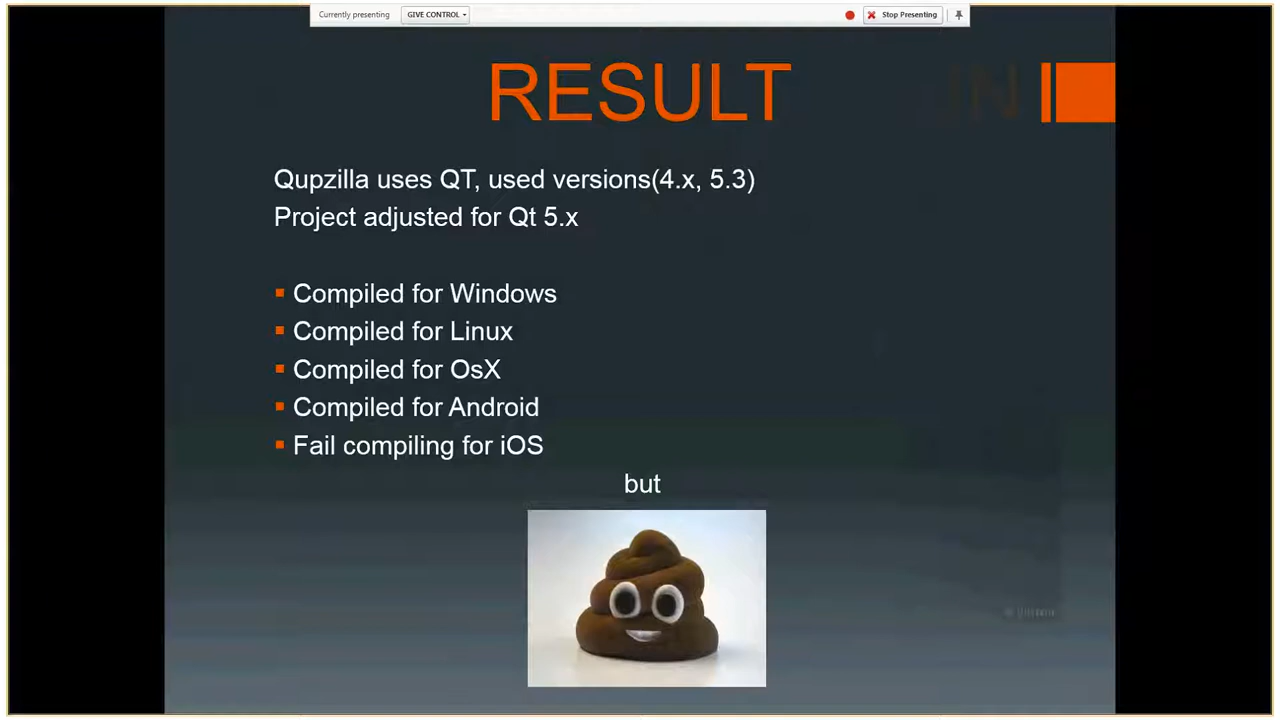 Currently presenting GIVE CONTROL Stop Presenting
RESULT
Qupzilla uses QT, used versions(4.x, 5.3)
Project adjusted for Qt 5.x
Compiled for Windows
Compiled for Linux
Compiled for OsX
Compiled for Android
Fail compiling for iOS
but